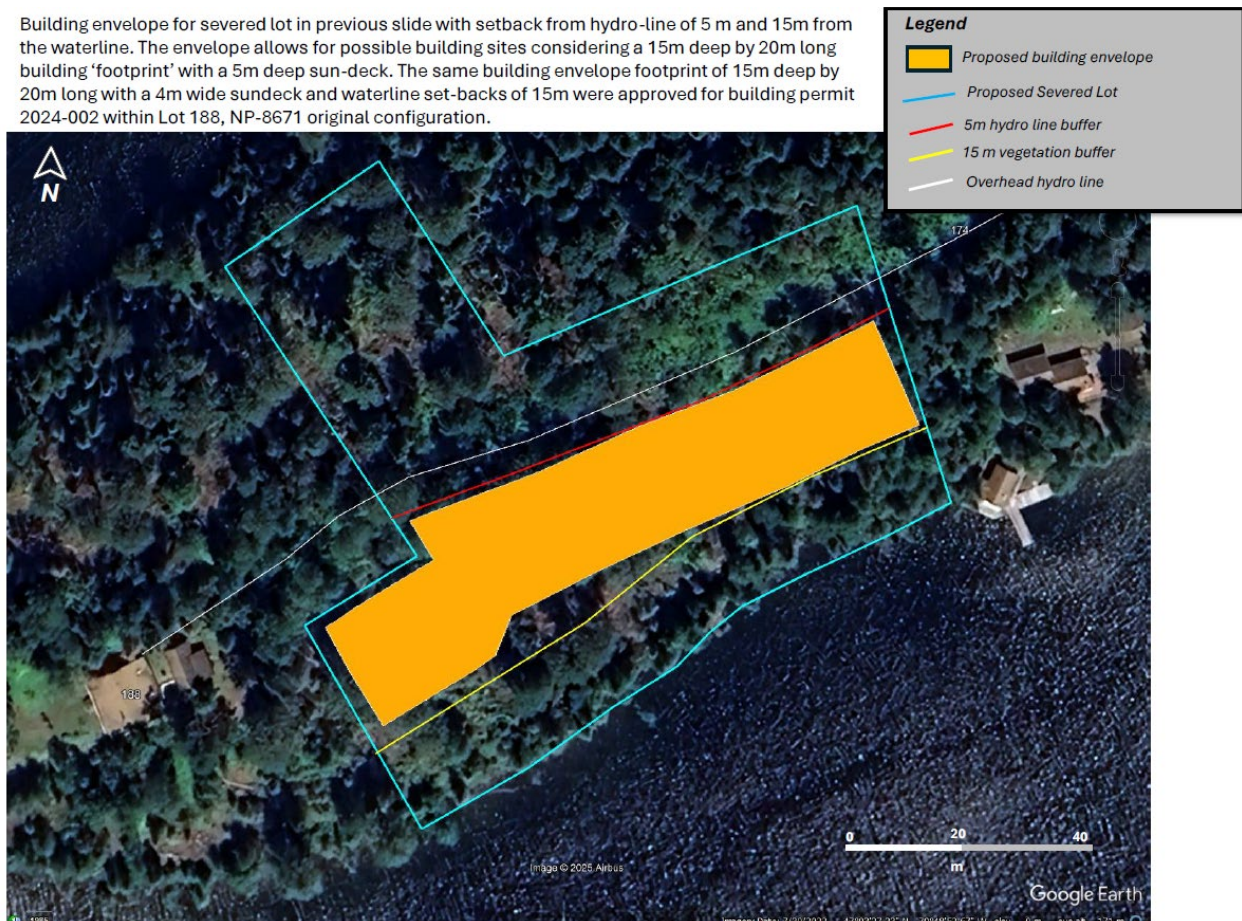 Building envelope for severed lot in previous slide with setback from hydro-line of 5 m and 15m from
the waterline. The envelope allows for possible building sites considering a 15m deep by 20m long
building ‘footprint’ with a 5m deep sun-deck. The same building envelope footprint of 15m deep by
20m long with a 4m wide sundeck and waterline set-backs of 15m were approved for building permit
2024-002 within Lot 188, NP-8671 original configuration.
Legend
Proposed building envelope
Proposed Severed Lot
5m hydro line buffer
15 m vegetation buffer
Overhead hydro line
N
174
188
0 20 40
m
Image © 2025 Airbus
Google Earth